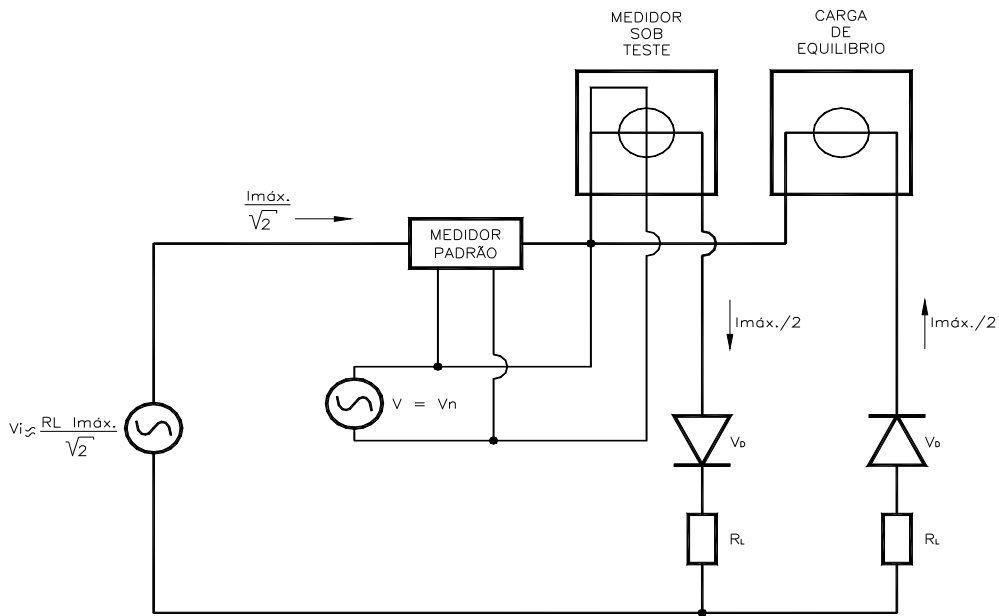 MEDIDOR
SOB
TESTE
CARGA
DE
EQUILIBRIO
Imáx.
√2
MEDIDOR
PADRÃO
Imáx./2
Imáx./2
V = Vn
Vi≈ RL Imáx.
√2
VD
VD
RL
RL